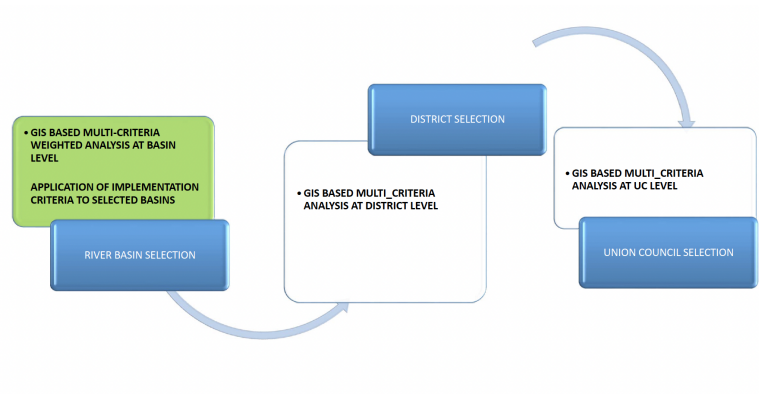 • GIS BASED MULTI-CRITERIA
WEIGHTED ANALYSIS AT BASIN
LEVEL
APPLICATION OF IMPLEMENTATION
CRITERIA TO SELECTED BASINS
RIVER BASIN SELECTION
DISTRICT SELECTION
• GIS BASED MULTI_CRITERIA
ANALYSIS AT DISTRICT LEVEL
• GIS BASED MULTI_CRITERIA
ANALYSIS AT UC LEVEL
UNION COUNCIL SELECTION